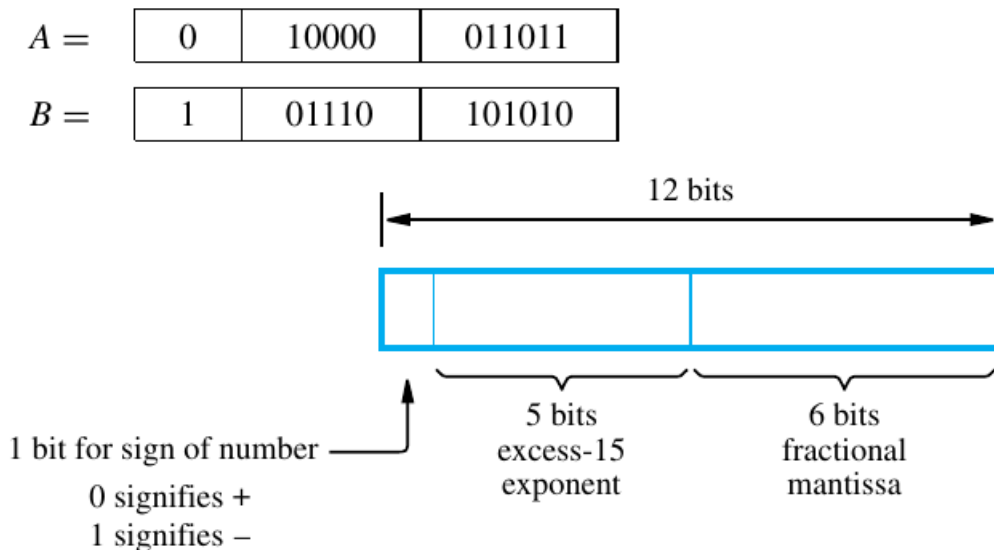 A = 0 10000 011011
B = 1 01110 101010
12 bits
1 bit for sign of number
0 signifies +
1 signifies –
5 bits
excess-15
exponent
6 bits
fractional
mantissa